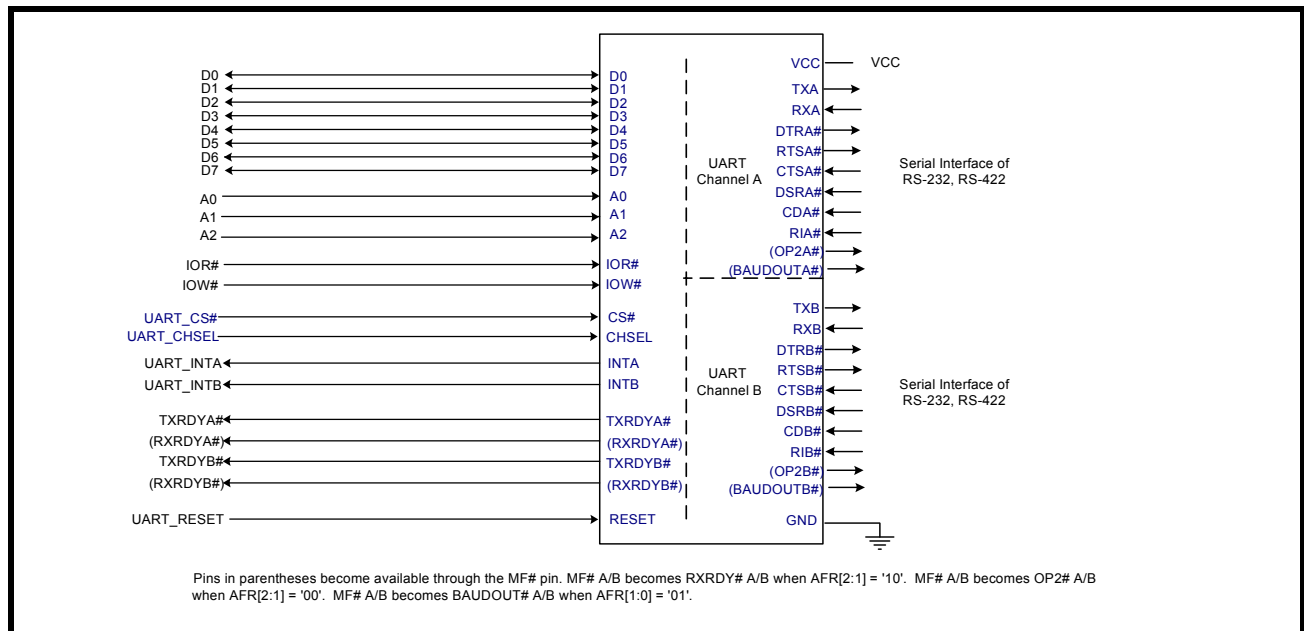 D0
D1
D2
D3
D4
D5
D6
D7
A0
A1
A2
IOR#
IOW#
UART_CS#
UART_CHSEL
UART_INTA
UART_INTB
TXRDYA#
(RXRDYA#)
TXRDYB#
(RXRDYB#)
UART_RESET
D0
D1
D2
D3
D4
D5
D6
D7
A0
A1
A2
IOR#
IOW#
CS#
CHSEL
INTA
INTB
TXRDYA#
(RXRDYA#)
TXRDYB#
(RXRDYB#)
RESET
UART
Channel A
UART
Channel B
VCC
TXA
RXA
DTRA#
RTSA#
CTSA#
DSRA#
CDA#
RIA#
(OP2A#)
(BAUDOUTA#)
TXB
RXB
DTRB#
RTSB#
CTSB#
DSRB#
CDB#
RIB#
(OP2B#)
(BAUDOUTB#)
GND
VCC
Serial Interface of
RS-232, RS-422
Serial Interface of
RS-232, RS-422
Pins in parentheses become available through the MF# pin. MF# A/B becomes RXRDY# A/B when AFR[2:1] = '10'. MF# A/B becomes OP2# A/B
when AFR[2:1] = '00'. MF# A/B becomes BAUDOUT# A/B when AFR[1:0] = '01'.